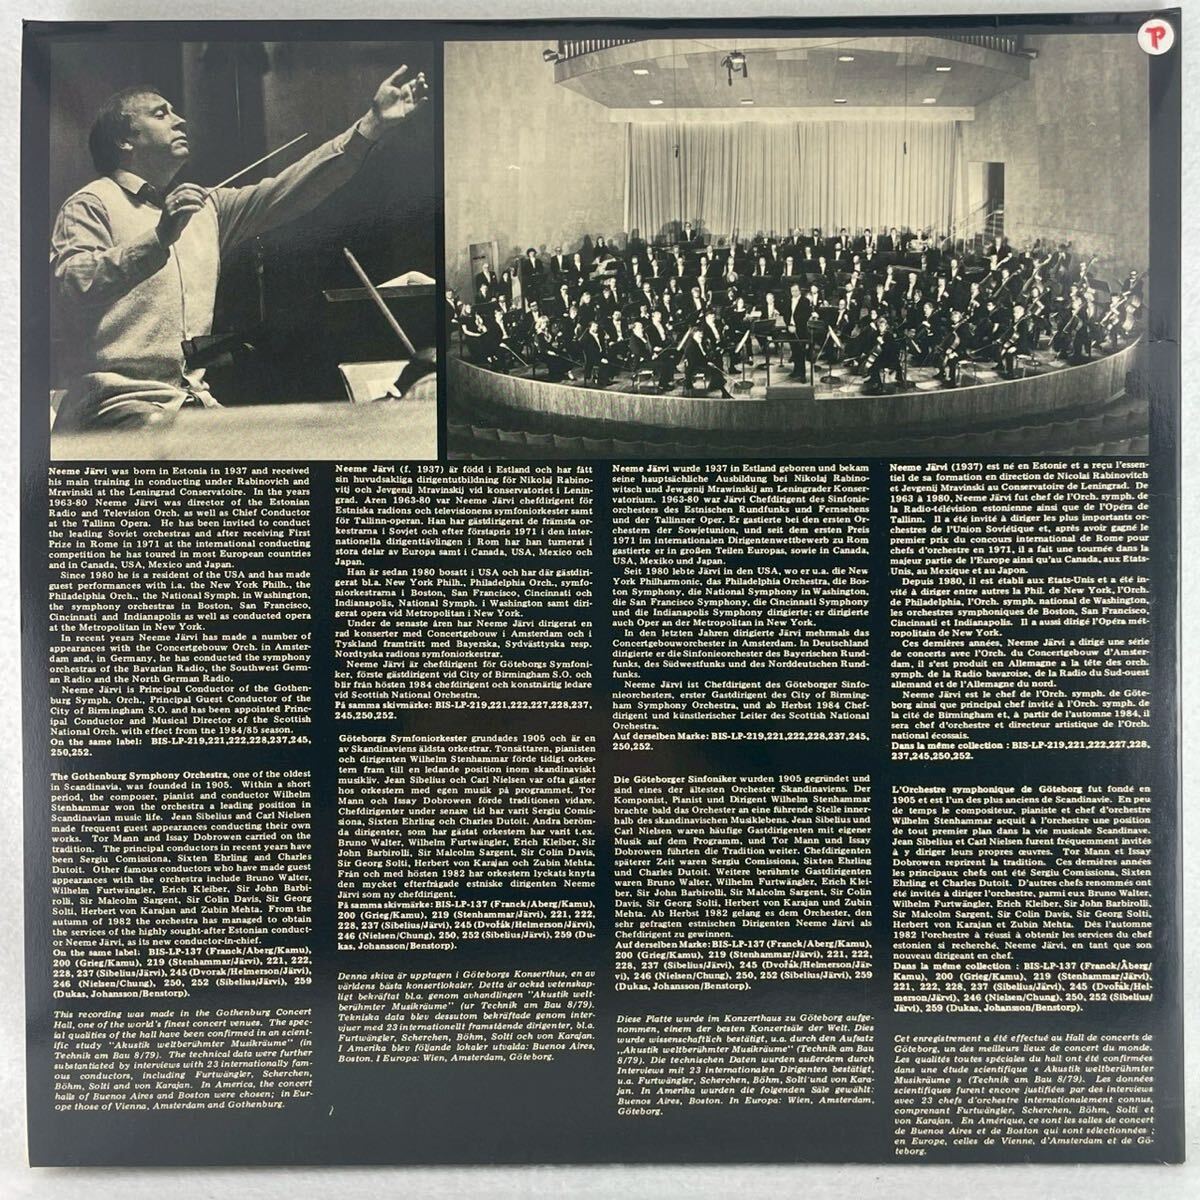 P
Neeme Järvi was born in Estonia in 1937 and received
his main training in conducting under Rabinovich and
Mravinski at the Leningrad Conservatoire. In the years
1963-80 Neeme Järvi was director of the Estonian
Radio and Television Orch. as well as Chief Conductor
at the Tallinn Opera. He has been invited to conduct
the leading Soviet orchestras and after receiving First
Prize in Rome in 1971 at the international conducting
competition he has toured in most European countries
and in Canada, USA, Mexico and Japan.
Since 1980 he is a resident of the USA and has made
guest performances with i.a. the New York Philh., the
Philadelphia Orch., the National Symph. in Washington,
the symphony orchestras in Boston, San Francisco,
Cincinnati and Indianapolis as well as conducted opera
at the Metropolitan in New York.
In recent years Neeme Järvi has made a number of
appearances with the Concertgebouw Orch. in Amster-
dam and, in Germany, he has conducted the symphony
orchestras of the Bavarian Radio, the Southwest Germ-
an Radio and the North German Radio.
Neeme Järvi is Principal Conductor of the Gothen-
burg Symph. Orch., Principal Guest Conductor of the
City of Birmingham S.O. and has been appointed Prin-
cipal Conductor and Musical Director of the Scottish
National Orch. with effect from the 1984/85 season.
On the same label: BIS-LP-219,221,222,228,237,245,
250,252.
The Gothenburg Symphony Orchestra, one of the oldest
in Scandinavia, was founded in 1905. Within a short
period, the composer, pianist and conductor Wilhelm
Stenhammar won the orchestra a leading position in
Scandinavian music life. Jean Sibelius and Carl Nielsen
made frequent guest appearances conducting their own
works. Tor Mann and Issay Dobrowen carried on the
tradition. The principal conductors in recent years have
been Sergiu Comissiona, Sixten Ehrling and Charles
Dutoit. Other famous conductors who have made guest
appearances with the orchestra include Bruno Walter,
Wilhelm Furtwängler, Erich Kleiber, Sir John Barbi-
rolli, Sir Malcolm Sargent, Sir Colin Davis, Sir Georg
Solti, Herbert von Karajan and Zubin Mehta. From the
autumn of 1982 the orchestra has managed to obtain
the services of the highly sought-after Estonian conduct-
or Neeme Järvi, as its new conductor-in-chief.
On the same label: BIS-LP-137 (Franck/Aberg/Kamu),
200 (Grieg/Kamu), 219 (Stenhammar/Järvi), 221, 222,
228, 237 (Sibelius/Järvi), 245 (Dvorak/Helmerson/Järvi),
246 (Nielsen/Chung), 250, 252 (Sibelius/Järvi), 259
(Dukas, Johansson/Benstorp).
This recording was made in the Gothenburg Concert
Hall, one of the world's finest concert venues. The spec-
ial qualities of the hall have been confirmed in an scient-
ific study "Akustik weltberühmter Musikräume" (in
Technik am Bau 8/79). The technical data were further
substantiated by interviews with 23 internationally fam-
ous conductors, including Furtwängler, Scherchen,
Böhm, Solti and von Karajan. In America, the concert
halls of Buenos Aires and Boston were chosen; in Eur-
ope those of Vienna, Amsterdam and Gothenburg.
Neeme Järvi (f. 1937) är född i Estland och har fått
sin huvudsakliga dirigentutbildning för Nikolaj Rabino-
vitj och Jevgenij Mravinskij vid konservatoriet i Lenin-
grad. Åren 1963-80 var Neeme Järvi chefdirigent för
Estniska radions och televisionens symfoniorkester samt
för Tallinn-operan. Han har gästdirigerat de främsta or-
kestrarna i Sovjet och efter förstapris 1971 i den inter-
nationella dirigenttävlingen i Rom har han turnerat i
stora delar av Europa samt i Canada, USA, Mexico och
Japan.
Han är sedan 1980 bosatt i USA och har där gästdiri-
gerat bl.a. New York Philh., Philadelphia Orch., symfo-
niorkestrarna i Boston, San Francisco, Cincinnati och
Indianapolis, National Symph. i Washington samt diri-
gerat opera vid Metropolitan i New York.
Under de senaste åren har Neeme Järvi dirigerat en
rad konserter med Concertgebouw i Amsterdam och i
Tyskland framträtt med Bayerska, Sydvästtyska resp.
Nordtyska radions symfoniorkestrar.
Neeme Järvi är chefdirigent för Göteborgs Symfoni-
ker, förste gästdirigent vid City of Birmingham S.O. och
blir från hösten 1984 chefdirigent och konstnärlig ledare
vid Scottish National Orchestra.
På samma skivmärke: BIS-LP-219,221,222,227,228,237,
245,250,252.
Göteborgs Symfoniorkester grundades 1905 och är en
av Skandinaviens äldsta orkestrar. Tonsättaren, pianisten
och dirigenten Wilhelm Stenhammar förde tidigt orkes-
tern fram till en ledande position inom skandinaviskt
musikliv. Jean Sibelius och Carl Nielsen var ofta gäster
hos orkestern med egen musik på programmet. Tor
Mann och Issay Dobrowen förde traditionen vidare.
Chefdirigenter under senare tid har varit Sergiu Comis-
siona, Sixten Ehrling och Charles Dutoit. Andra beröm-
da dirigenter, som har gästat orkestern har varit t.ex.
Bruno Walter, Wilhelm Furtwängler, Erich Kleiber, Sir
John Barbirolli, Sir Malcolm Sargent, Sir Colin Davis,
Sir Georg Solti, Herbert von Karajan och Zubin Mehta.
Från och med hösten 1982 har orkestern lyckats knyta
den mycket efterfrågade estniske dirigenten Neeme
Järvi som ny chefdirigent.
På samma skivmärke: BIS-LP-137 (Franck/Aberg/Kamu),
200 (Grieg/Kamu), 219 (Stenhammar/Järvi), 221, 222,
228, 237 (Sibelius/Järvi), 245 (Dvořák/Helmerson/Järvi),
246 (Nielsen/Chung), 250, 252 (Sibelius/Järvi), 259 (Du-
kas, Johansson/Benstorp).
Denna skiva är upptagen i Göteborgs Konserthus, en av
världens bästa konsertlokaler. Detta är också vetenskap-
ligt bekräftat bl.a. genom avhandlingen "Akustik welt-
berühmter Musikräume" (ur Technik am Bau 8/79).
Tekniska data blev dessutom bekräftade genom inter-
vjuer med 23 internationellt framstående dirigenter, bl.a.
Furtwängler, Scherchen, Böhm, Solti och von Karajan.
I Amerika blev följande lokaler utvalda: Buenos Aires,
Boston. I Europa: Wien, Amsterdam, Göteborg.
Neeme Järvi wurde 1937 in Estland geboren und bekam
seine hauptsächliche Ausbildung bei Nikolaj Rabino-
witsch und Jewgenij Mrawinskij am Leningrader Konser-
vatorium. 1963-80 war Järvi Chefdirigent des Sinfonie-
orchesters des Estnischen Rundfunks und Fernsehens
und der Tallinner Oper. Er gastierte bei den ersten Or-
chestern der Sowjetunion, und seit dem ersten Preis
1971 im internationalen Dirigentenwettbewerb zu Rom
gastierte er in großen Teilen Europas, sowie in Canada,
USA, Mexiko und Japan.
Seit 1980 lebte Järvi in den USA, wo er u.a. die New
York Philharmonic, das Philadelphia Orchestra, die Bos-
ton Symphony, die National Symphony in Washington,
die San Francisco Symphony, die Cincinnati Symphony
und die Indianapolis Symphony dirigierte; er dirigierte
auch Oper an der Metropolitan in New York.
In den letzten Jahren dirigierte Järvi mehrmals das
Concertgebouworchester in Amsterdam. In Deutschland
dirigierte er die Sinfonieorchester des Bayerischen Rund-
funks, des Südwestfunks und des Norddeutschen Rund-
funks.
Neeme Järvi ist Chefdirigent des Göteborger Sinfo-
nieorchesters, erster Gastdirigent des City of Birming-
ham Symphony Orchestra, und ab Herbst 1984 Chef-
dirigent und künstlerischer Leiter des Scottish National
Orchestra.
Auf derselben Marke: BIS-LP-219,221,222,228,237,245,
250,252.
Die Göteborger Sinfoniker wurden 1905 gegründet und
sind eines der ältesten Orchester Skandinaviens. Der
Komponist, Pianist und Dirigent Wilhelm Stenhammar
brachte bald das Orchester an eine führende Stelle inner-
halb des skandinavischen Musiklebens. Jean Sibelius und
Carl Nielsen waren häufige Gastdirigenten mit eigener
Musik auf dem Programm, und Tor Mann und Issay
Dobrowen führten die Tradition weiter. Chefdirigenten
späterer Zeit waren Sergiu Comissiona, Sixten Ehrling
und Charles Dutoit. Weitere berühmte Gastdirigenten
waren Bruno Walter, Wilhelm Furtwängler, Erich Klei-
ber, Sir John Barbirolli, Sir Malcolm Sargent, Sir Colin
Davis, Sir Georg Solti, Herbert von Karajan und Zubin
Mehta. Ab Herbst 1982 gelang es dem Orchester, den
sehr gefragten estnischen Dirigenten Neeme Järvi als
Chefdirigent zu gewinnen.
Auf derselben Marke: BIS-LP-137 (Franck/Aberg/Kamu),
200 (Grieg/Kamu), 219 (Stenhammar/Järvi), 221, 222,
228, 237 (Sibelius/Järvi), 245 (Dvořák/Helmerson/Jär-
vi), 246 (Nielsen/Chung), 250, 252 (Sibelius/Järvi), 259
(Dukas, Johansson/Benstorp).
Diese Platte wurde im Konzerthaus zu Göteborg aufge-
nommen, einem der besten Konzertsäle der Welt. Dies
wurde wissenschaftlich bestätigt, u.a. durch den Aufsatz
„Akustik weltberühmter Musikräume" (Technik am Bau
8/79). Die technischen Daten wurden außerdem durch
Interviews mit 23 internationalen Dirigenten bestätigt,
u.a. Furtwängler, Scherchen, Böhm, Solti und von Kara-
jan. In Amerika wurden die folgenden Säle gewählt:
Buenos Aires, Boston. In Europa: Wien, Amsterdam,
Göteborg.
Neeme Järvi (1937) est né en Estonie et a reçu l'essen-
tiel de sa formation en direction de Nicolai Rabinovitch
et Jevgenij Mravinskij au Conservatoire de Leningrad. De
1963 à 1980, Neeme Järvi fut chef de l'Orch. symph. de
la Radio-télévision estonienne ainsi que de l'Opéra de
Tallinn. Il a été invité à diriger les plus importants or-
chestres de l'Union Soviétique et, après avoir gagné le
premier prix du concours international de Rome pour
chefs d'orchestre en 1971, il a fait une tournée dans la
majeur partie de l'Europe ainsi qu'au Canada, aux Etats-
Unis, au Mexique et au Japon.
Depuis 1980, il est établi aux Etats-Unis et a été in-
vité à diriger entre autres la Phil. de New York, l'Orch.
de Philadelphie, l'Orch. symph. national de Washington,
les orchestres symphoniques de Boston, San Francisco,
Cincinnati et Indianapolis. Il a aussi dirigé l'Opéra mét-
ropolitain de New York.
Ces dernières années, Neeme Järvi a dirigé une série
de concerts avec l'Orch. du Concertgebouw d'Amster-
dam, il s'est produit en Allemagne a la tête des orch.
symph. de la Radio bavaroise, de la Radio du Sud-ouest
allemand et de l'Allemagne du nord.
Neeme Järvi est le chef de l'Orch. symph. de Göte-
borg ainsi que principal chef invité à l'Orch. symph. de
la cité de Birmingham et, à partir de l'automne 1984, il
sera chef d'orchestre et directeur artistique de l'Orch.
national écossais.
Dans la même collection : BIS-LP-219,221,222,227,228,
237,245,250,252.
L'Orchestre symphonique de Göteborg fut fondé en
1905 et est l'un des plus anciens de Scandinavie. En peu
de temps le compositeur, pianiste et chef d'orchestre
Wilhelm Stenhammar acquit à l'orchestre une position
de tout premier plan dans la vie musicale Scandinave.
Jean Sibelius et Carl Nielsen furent fréquemment invités
à y diriger leurs propres œuvres. Tor Mann et Issay
Dobrowen reprirent la tradition. Ces dernières années
les principaux chefs ont été Sergiu Comissiona, Sixten
Ehrling et Charles Dutoit. D'autres chefs renommés ont
été invités à diriger l'orchestre, parmi eux Bruno Walter,
Wilhelm Furtwängler, Erich Kleiber, Sir John Barbirolli,
Sir Malcolm Sargent, Sir Colin Davis, Sir Georg Solti,
Herbert von Karajan et Zubin Mehta. Dès l'automne
1982 l'orchestre a réussi à obtenir les services du chef
estonien si recherché, Neeme Järvi, en tant que son
nouveau dirigeant en chef.
Dans la même collection : BIS-LP-137 (Franck/Åberg/
Kamu), 200 (Grieg/Kamu), 219 (Stenhammar/Järvi),
221, 222, 228, 237 (Sibelius/Järvi), 245 (Dvořák/Hel-
merson/Järvi), 246 (Nielsen/Chung), 250, 252 (Sibelius/
Järvi), 259 (Dukas, Johansson/Benstorp).
Cet enregistrement a été effectué au Hall de concerts de
Göteborg, un des meilleurs lieux de concert du monde.
Les qualités toutes spéciales du hall ont été confirmées
dans une étude scientifique « Akustik weltberühmter
Musikräume » (Technik am Bau 8/79). Les données
scientifiques furent encore justifiées par des interviews
avec 23 chefs d'orchestre internationalement connus,
comprenant Furtwängler, Scherchen, Böhm, Solti et
von Karajan. En Amérique, ce sont les salles de concert
de Buenos Aires et de Boston qui sont sélectionnées ;
en Europe, celles de Vienne, d'Amsterdam et de Gö-
teborg.